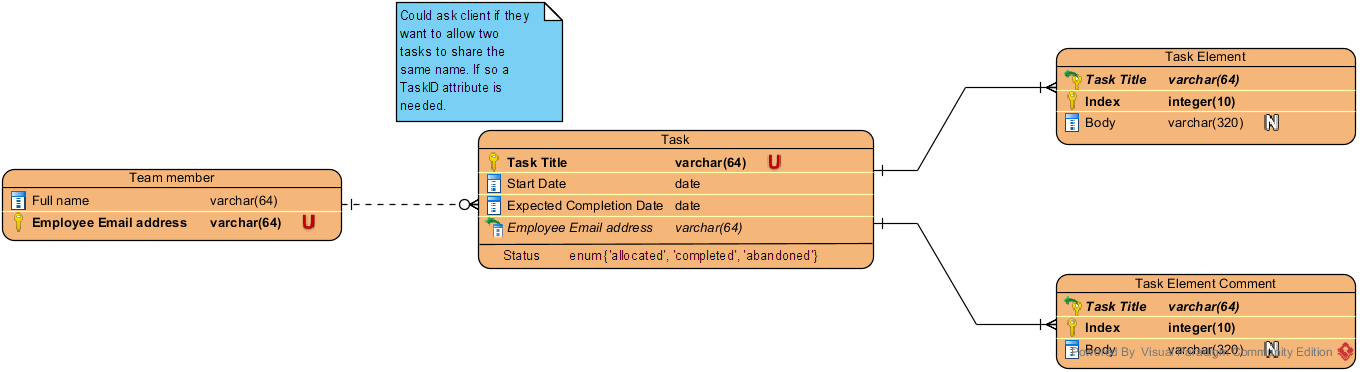 Could ask client if they
want to allow two
tasks to share the
same name. If so a
TaskID attribute is
needed.
Team member
Full name varchar(64)
Employee Email address varchar(64) U
Task
Task Title varchar(64) U
Start Date date
Expected Completion Date date
Employee Email address varchar(64)
Status enum{'allocated', 'completed', 'abandoned'}
Task Element
Task Title varchar(64)
Index integer(10)
Body varchar(320) N
Task Element Comment
Task Title varchar(64)
Index integer(10)
Body varchar(320) N
Powered By Visual Paradigm Community Edition